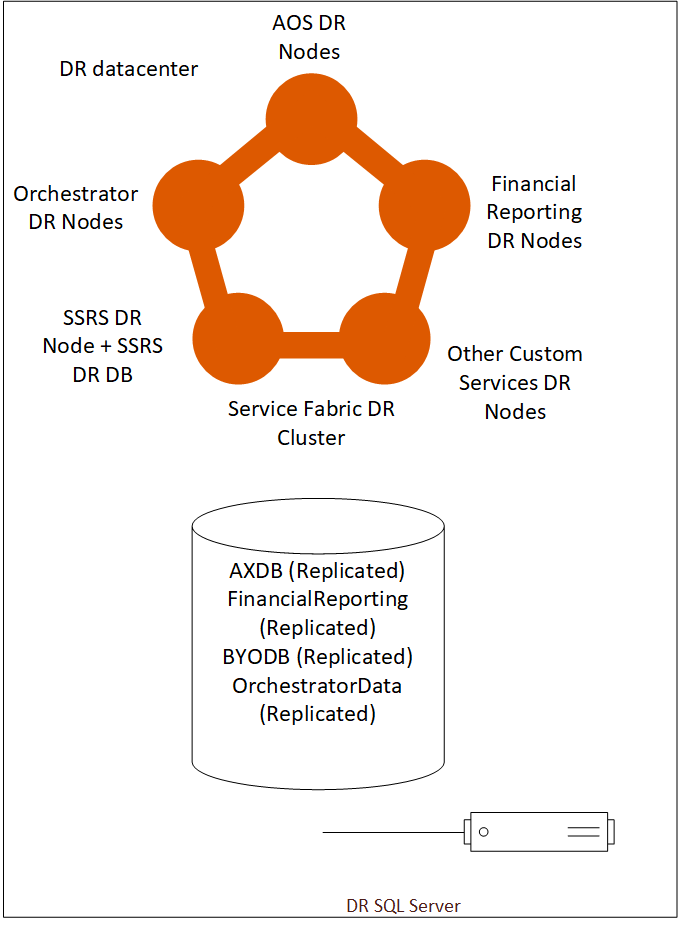 AOS DR
Nodes
DR datacenter
Orchestrator
DR Nodes
Financial
Reporting
DR Nodes
SSRS DR
Node + SSRS
DR DB
Other Custom
Services DR
Nodes
Service Fabric DR
Cluster
AXDB (Replicated)
FinancialReporting
(Replicated)
BYODB (Replicated)
OrchestratorData
(Replicated)
DR SQL Server